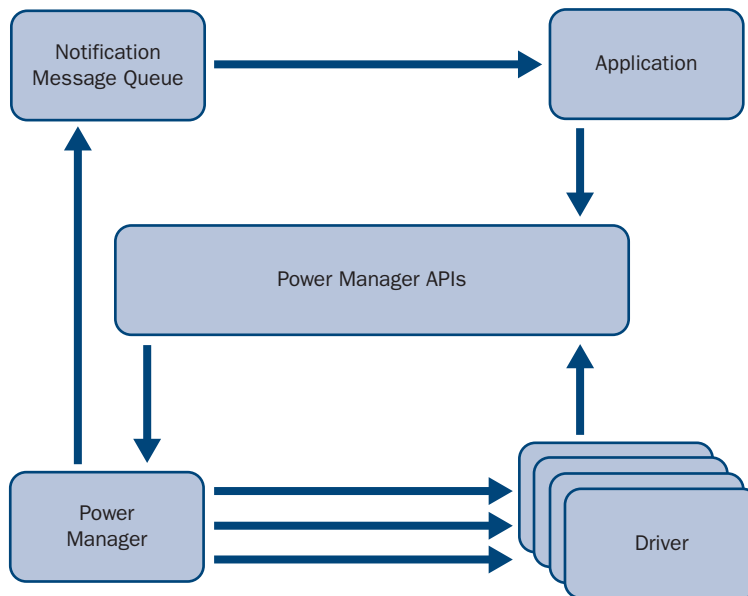 Notification
Message Queue
Application
Power Manager APIs
Power
Manager
Driver